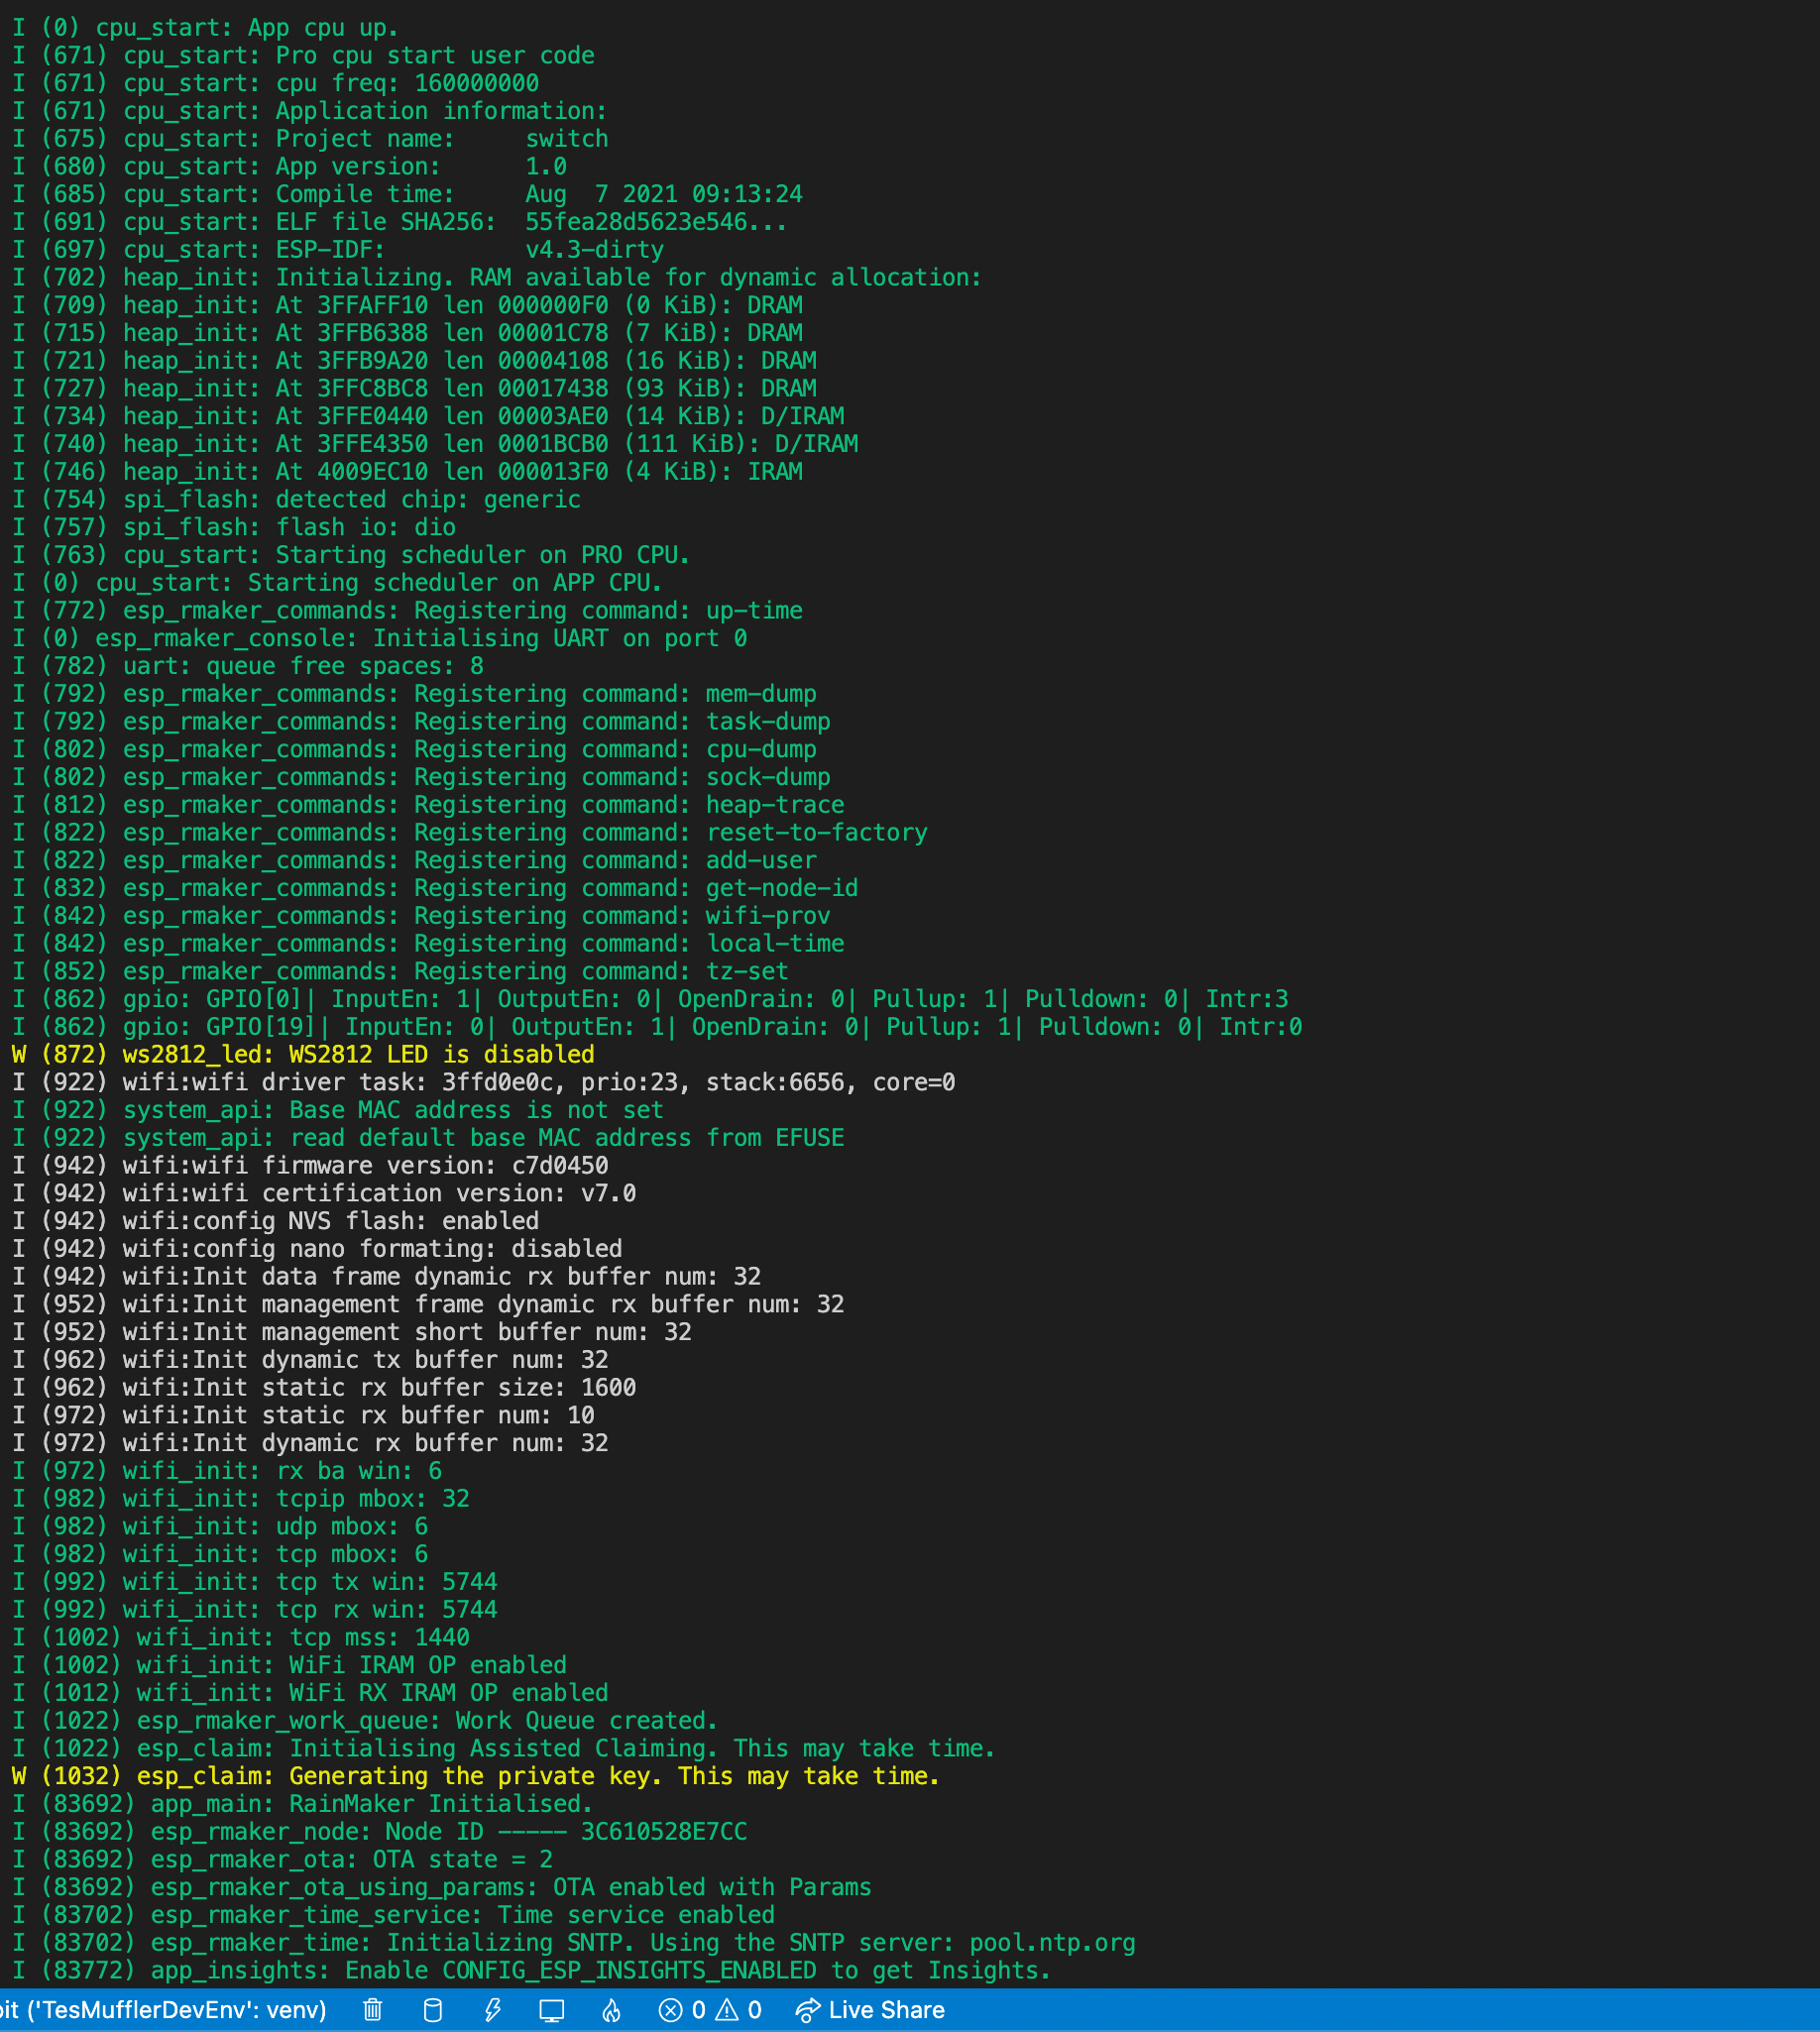 I (0) cpu_start: App cpu up.
I (671) cpu_start: Pro cpu start user code
I (671) cpu_start: cpu freq: 160000000
I (671) cpu_start: Application information:
I (675) cpu_start: Project name:     switch
I (680) cpu_start: App version:      1.0
I (685) cpu_start: Compile time:     Aug  7 2021 09:13:24
I (691) cpu_start: ELF file SHA256:  55fea28d5623e546...
I (697) cpu_start: ESP-IDF:          v4.3-dirty
I (702) heap_init: Initializing. RAM available for dynamic allocation:
I (709) heap_init: At 3FFAFF10 len 000000F0 (0 KiB): DRAM
I (715) heap_init: At 3FFB6388 len 00001C78 (7 KiB): DRAM
I (721) heap_init: At 3FFB9A20 len 00004108 (16 KiB): DRAM
I (727) heap_init: At 3FFC8BC8 len 00017438 (93 KiB): DRAM
I (734) heap_init: At 3FFE0440 len 00003AE0 (14 KiB): D/IRAM
I (740) heap_init: At 3FFE4350 len 0001BCB0 (111 KiB): D/IRAM
I (746) heap_init: At 4009EC10 len 000013F0 (4 KiB): IRAM
I (754) spi_flash: detected chip: generic
I (757) spi_flash: flash io: dio
I (763) cpu_start: Starting scheduler on PRO CPU.
I (0) cpu_start: Starting scheduler on APP CPU.
I (772) esp_rmaker_commands: Registering command: up-time
I (0) esp_rmaker_console: Initialising UART on port 0
I (782) uart: queue free spaces: 8
I (792) esp_rmaker_commands: Registering command: mem-dump
I (792) esp_rmaker_commands: Registering command: task-dump
I (802) esp_rmaker_commands: Registering command: cpu-dump
I (802) esp_rmaker_commands: Registering command: sock-dump
I (812) esp_rmaker_commands: Registering command: heap-trace
I (822) esp_rmaker_commands: Registering command: reset-to-factory
I (822) esp_rmaker_commands: Registering command: add-user
I (832) esp_rmaker_commands: Registering command: get-node-id
I (842) esp_rmaker_commands: Registering command: wifi-prov
I (842) esp_rmaker_commands: Registering command: local-time
I (852) esp_rmaker_commands: Registering command: tz-set
I (862) gpio: GPIO[0]| InputEn: 1| OutputEn: 0| OpenDrain: 0| Pullup: 1| Pulldown: 0| Intr:3
I (862) gpio: GPIO[19]| InputEn: 0| OutputEn: 1| OpenDrain: 0| Pullup: 1| Pulldown: 0| Intr:0
W (872) ws2812_led: WS2812 LED is disabled
I (922) wifi:wifi driver task: 3ffd0e0c, prio:23, stack:6656, core=0
I (922) system_api: Base MAC address is not set
I (922) system_api: read default base MAC address from EFUSE
I (942) wifi:wifi firmware version: c7d0450
I (942) wifi:wifi certification version: v7.0
I (942) wifi:config NVS flash: enabled
I (942) wifi:config nano formating: disabled
I (942) wifi:Init data frame dynamic rx buffer num: 32
I (952) wifi:Init management frame dynamic rx buffer num: 32
I (952) wifi:Init management short buffer num: 32
I (962) wifi:Init dynamic tx buffer num: 32
I (962) wifi:Init static rx buffer size: 1600
I (972) wifi:Init static rx buffer num: 10
I (972) wifi:Init dynamic rx buffer num: 32
I (972) wifi_init: rx ba win: 6
I (982) wifi_init: tcpip mbox: 32
I (982) wifi_init: udp mbox: 6
I (982) wifi_init: tcp mbox: 6
I (992) wifi_init: tcp tx win: 5744
I (992) wifi_init: tcp rx win: 5744
I (1002) wifi_init: tcp mss: 1440
I (1002) wifi_init: WiFi IRAM OP enabled
I (1012) wifi_init: WiFi RX IRAM OP enabled
I (1022) esp_rmaker_work_queue: Work Queue created.
I (1022) esp_claim: Initialising Assisted Claiming. This may take time.
W (1032) esp_claim: Generating the private key. This may take time.
I (83692) app_main: RainMaker Initialised.
I (83692) esp_rmaker_node: Node ID ----- 3C610528E7CC
I (83692) esp_rmaker_ota: OTA state = 2
I (83692) esp_rmaker_ota_using_params: OTA enabled with Params
I (83702) esp_rmaker_time_service: Time service enabled
I (83702) esp_rmaker_time: Initializing SNTP. Using the SNTP server: pool.ntp.org
I (83772) app_insights: Enable CONFIG_ESP_INSIGHTS_ENABLED to get Insights.
bit ('TesMufflerDevEnv': venv) 0 0 Live Share